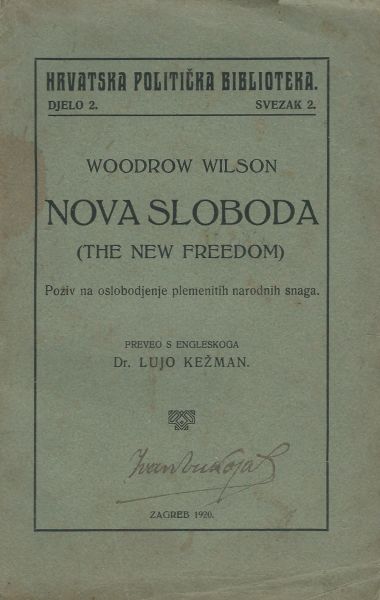 HRVATSKA POLITIČKA BIBLIOTEKA.
DJELO 2. SVEZAK 2.
WOODROW WILSON
NOVA SLOBODA
(THE NEW FREEDOM)
Poziv na oslobodjenje plemenitih narodnih snaga.
PREVEO S ENGLESKOGA
Dr. LUJO KEŽMAN.
ZAGREB 1920.